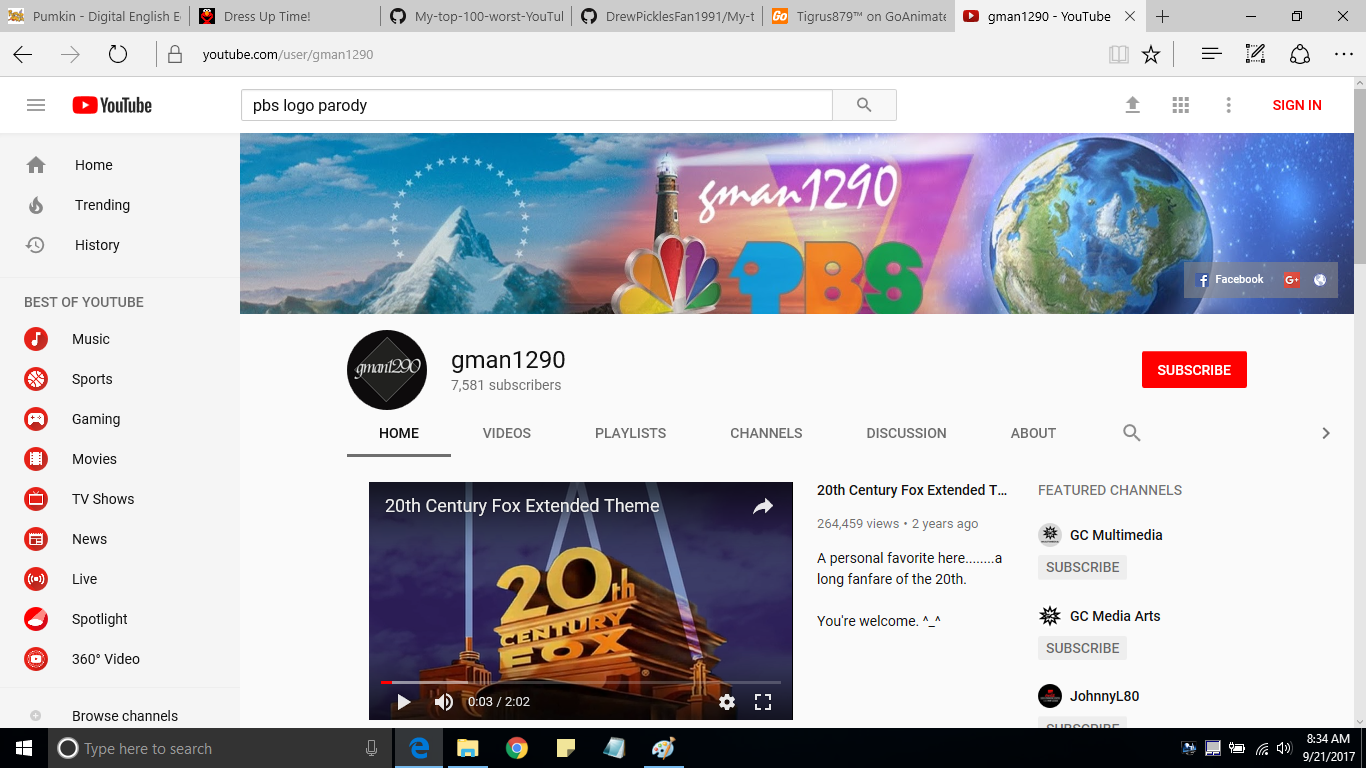 Pumkin - Digital English E
Dress Up Time!
My-top-100-worst-YouTul
DrewPicklesFan1991/My-t
Tigrus879™ on GoAnimate
gman1290 - YouTube
youtube.com/user/gman1290
YouTube
pbs logo parody
SIGN IN
Home
Trending
History
BEST OF YOUTUBE
Music
Sports
Gaming
Movies
TV Shows
News
Live
Spotlight
360° Video
Browse channels
gman1290
PBS
Facebook
G+
gman1290
gman1290
7,581 subscribers
SUBSCRIBE
HOME
VIDEOS
PLAYLISTS
CHANNELS
DISCUSSION
ABOUT
20th Century Fox Extended Theme
20th
CENTURY
FOX
0:03 / 2:02
20th Century Fox Extended T...
264,459 views • 2 years ago
A personal favorite here........a
long fanfare of the 20th.
You're welcome. ^_^
FEATURED CHANNELS
GC Multimedia
SUBSCRIBE
GC Media Arts
SUBSCRIBE
JohnnyL80
SUBSCRIBE
Type here to search
8:34 AM
9/21/2017